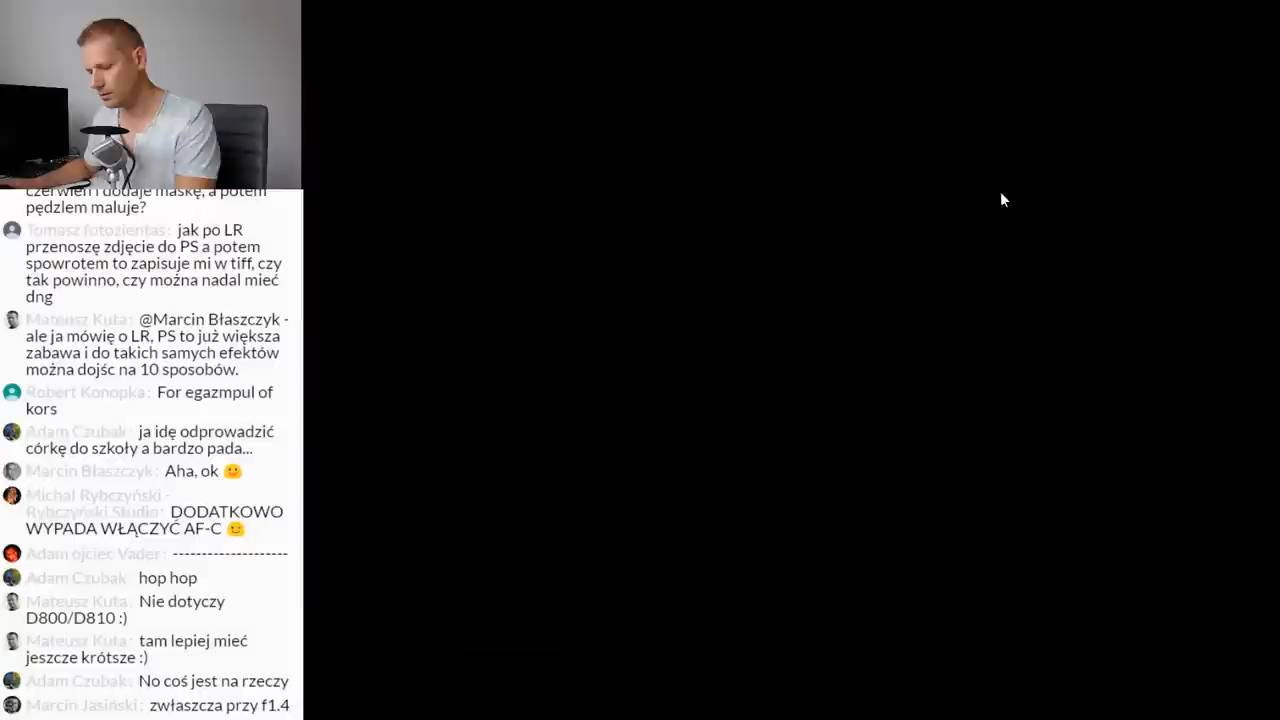 czerwień i dodaje maskę, a potem
pędzlem maluje?
Tomasz fotozientas: jak po LR
przenoszę zdjęcie do PS a potem
spowrotem to zapisuje mi w tiff, czy
tak powinno, czy można nadal mieć
dng
Mateusz Kuta: @Marcin Błaszczyk -
ale ja mówię o LR, PS to już większa
zabawa i do takich samych efektów
można dojśc na 10 sposobów.
Robert Konopka: For egazmpul of
kors
Adam Czubak: ja idę odprowadzić
córkę do szkoły a bardzo pada...
Marcin Błaszczyk: Aha, ok
Michał Rybczyński -
Rybczyński Studio: DODATKOWO
WYPADA WŁĄCZYĆ AF-C
Adam ojciec Vader: --------------------
Adam Czubak: hop hop
Mateusz Kuta: Nie dotyczy
D800/D810 :)
Mateusz Kuta: tam lepiej mieć
jeszcze krótsze :)
Adam Czubak: No coś jest na rzeczy
Marcin Jasiński: zwłaszcza przy f1.4